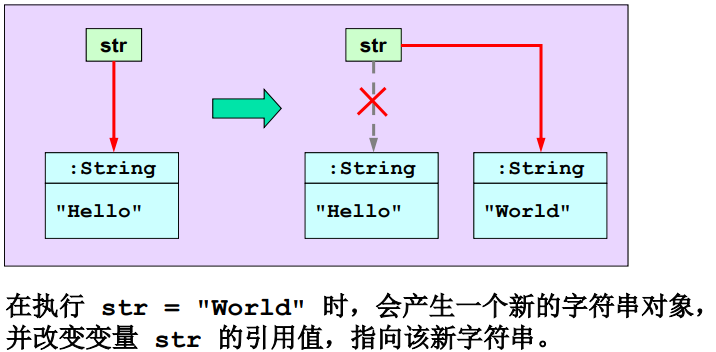 str
str
:String
:String
:String
"Hello"
"Hello"
"World"
在执行 str = "World" 时，会产生一个新的字符串对象，
并改变变量 str 的引用值，指向该新字符串。